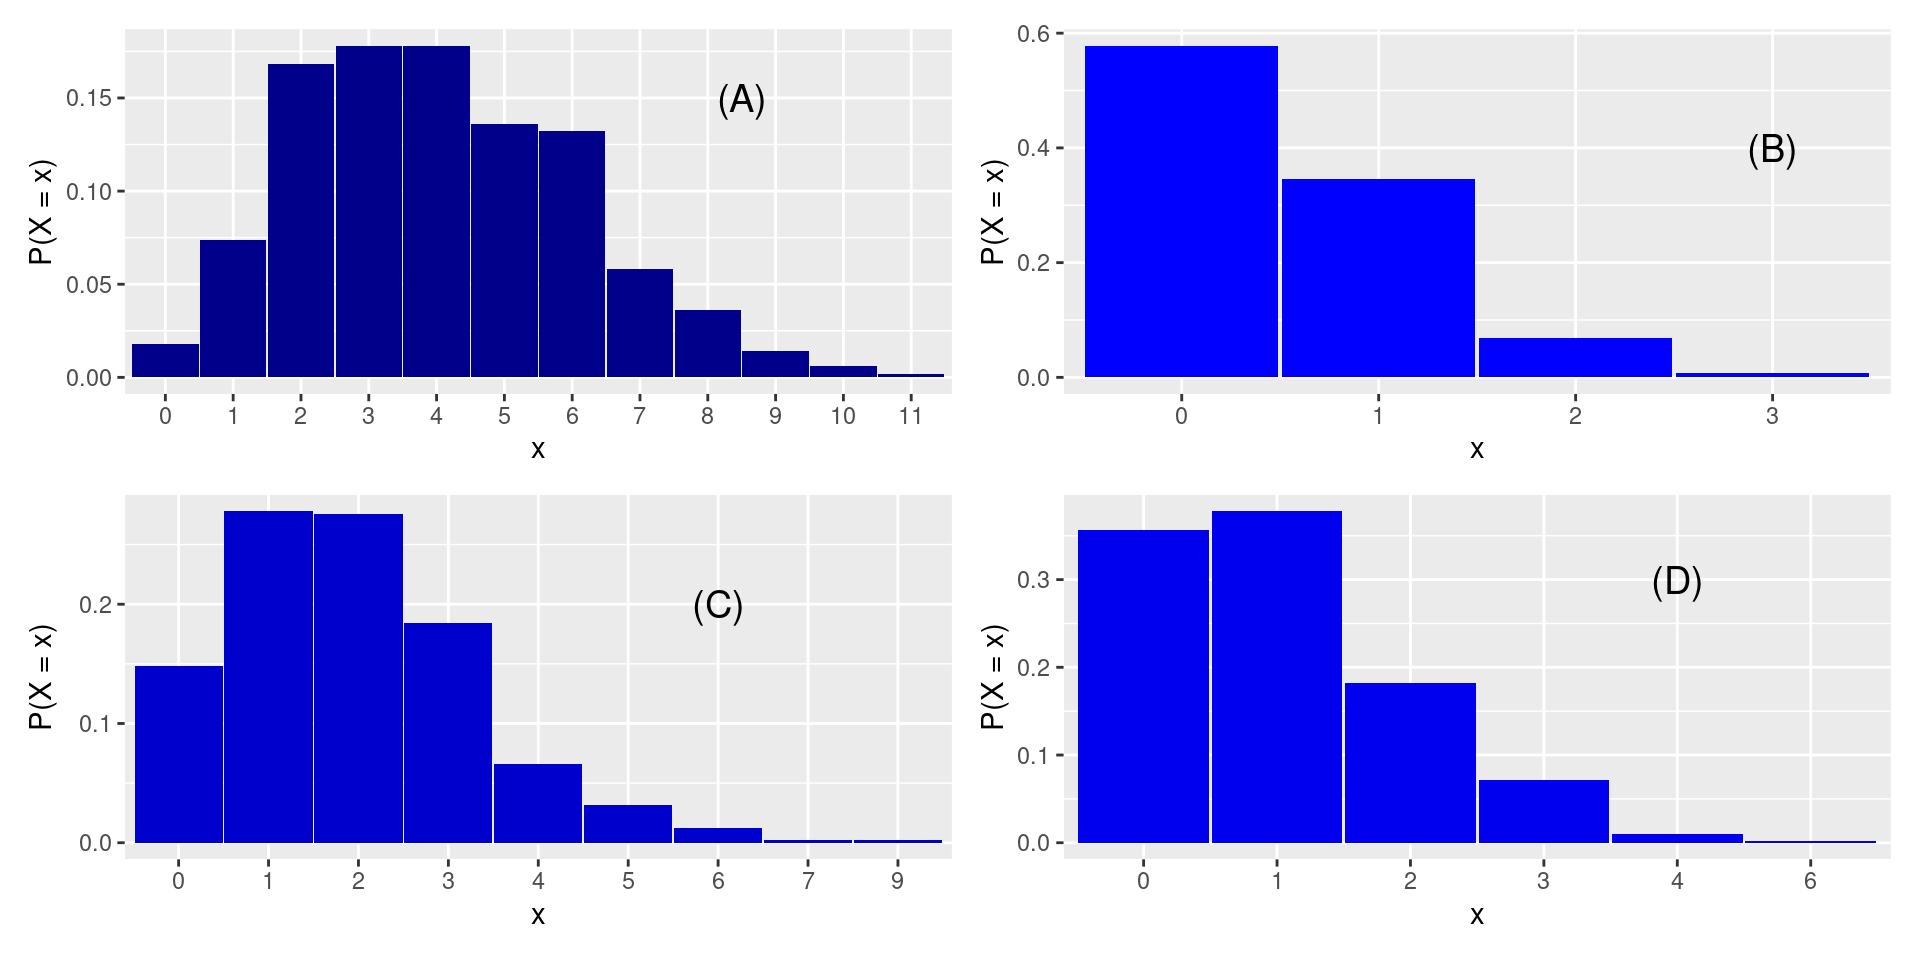 (A)
P(X = x)
0.15
0.10
0.05
0.00
0 1 2 3 4 5 6 7 8 9 10 11
x
(B)
P(X = x)
0.6
0.4
0.2
0.0
0 1 2 3
x
(C)
P(X = x)
0.2
0.1
0.0
0 1 2 3 4 5 6 7 9
x
(D)
P(X = x)
0.3
0.2
0.1
0.0
0 1 2 3 4 6
x